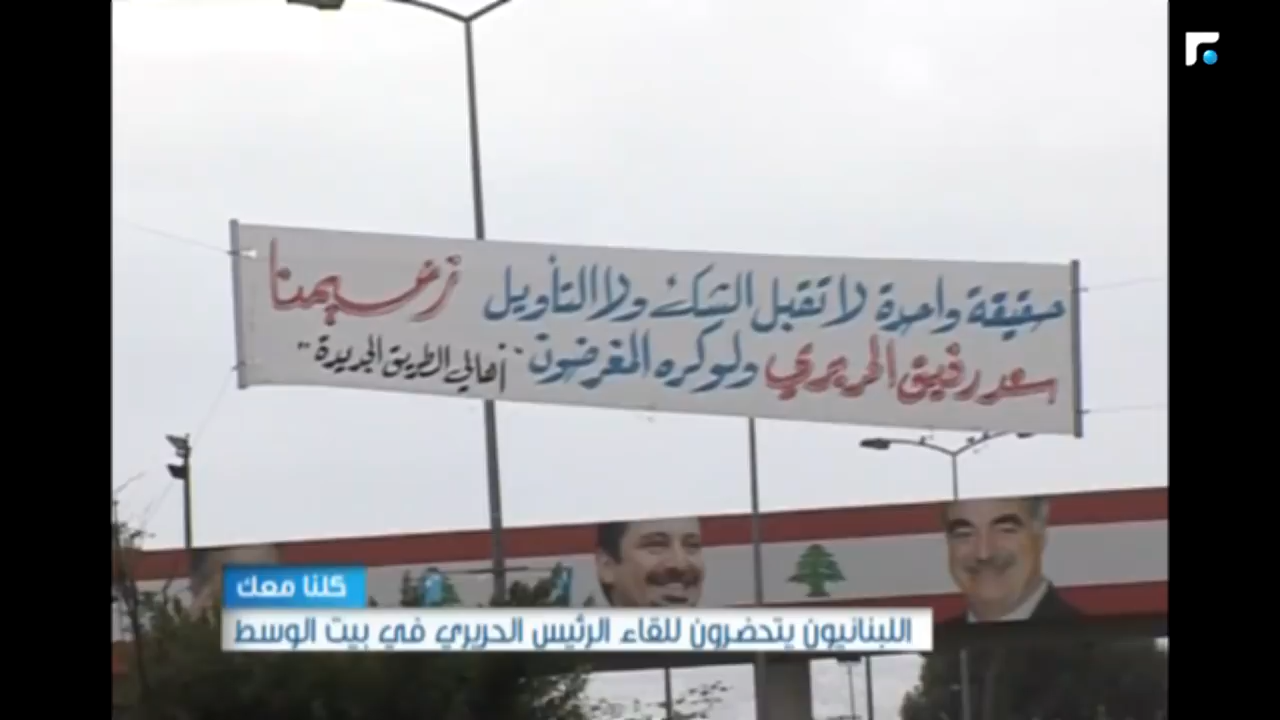 حقيقة واحدة لا تقبل الشك ولا التأويل زعيمنا
سعد رفيق الحريري ولو كره المغرضون "أهالي الطريق الجديدة"
كلنا معك
اللبنانيون يتحضرون للقاء الرئيس الحريري في بيت الوسط